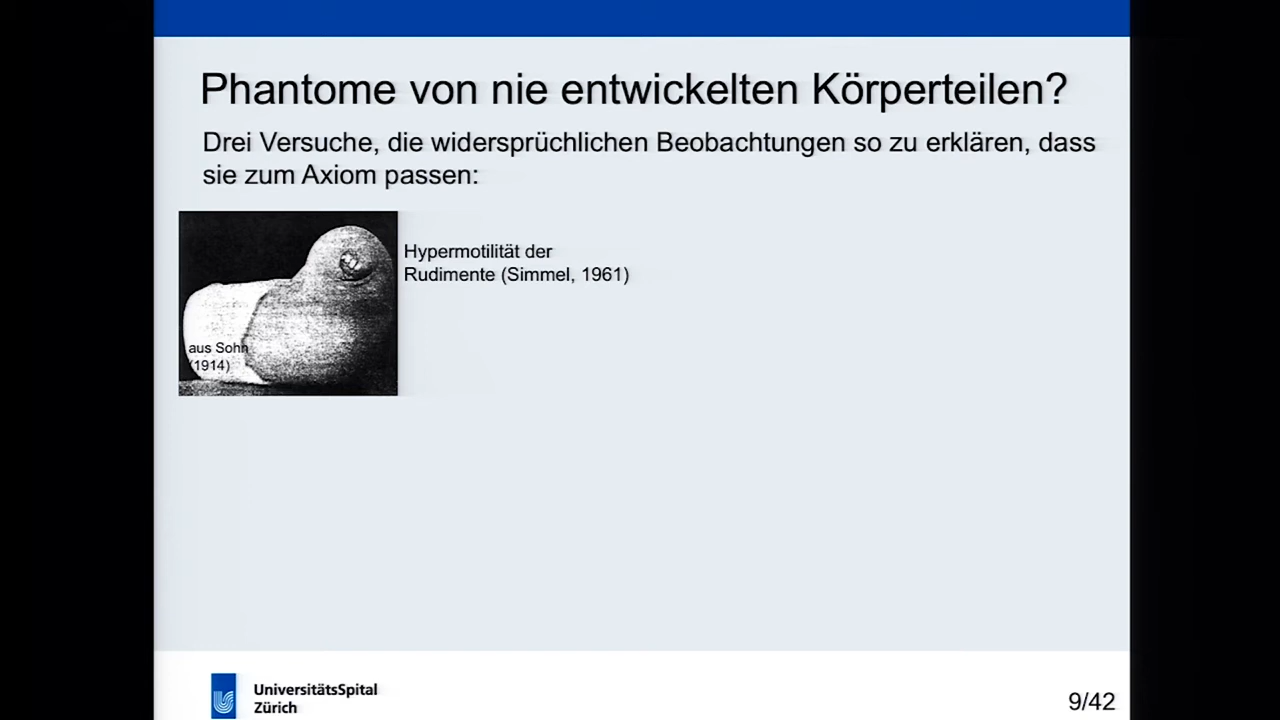 Phantome von nie entwickelten Körperteilen?
Drei Versuche, die widersprüchlichen Beobachtungen so zu erklären, dass
sie zum Axiom passen:
Hypermotilität der
Rudimente (Simmel, 1961)
aus Sohn
(1914)
UniversitätsSpital
Zürich
9/42